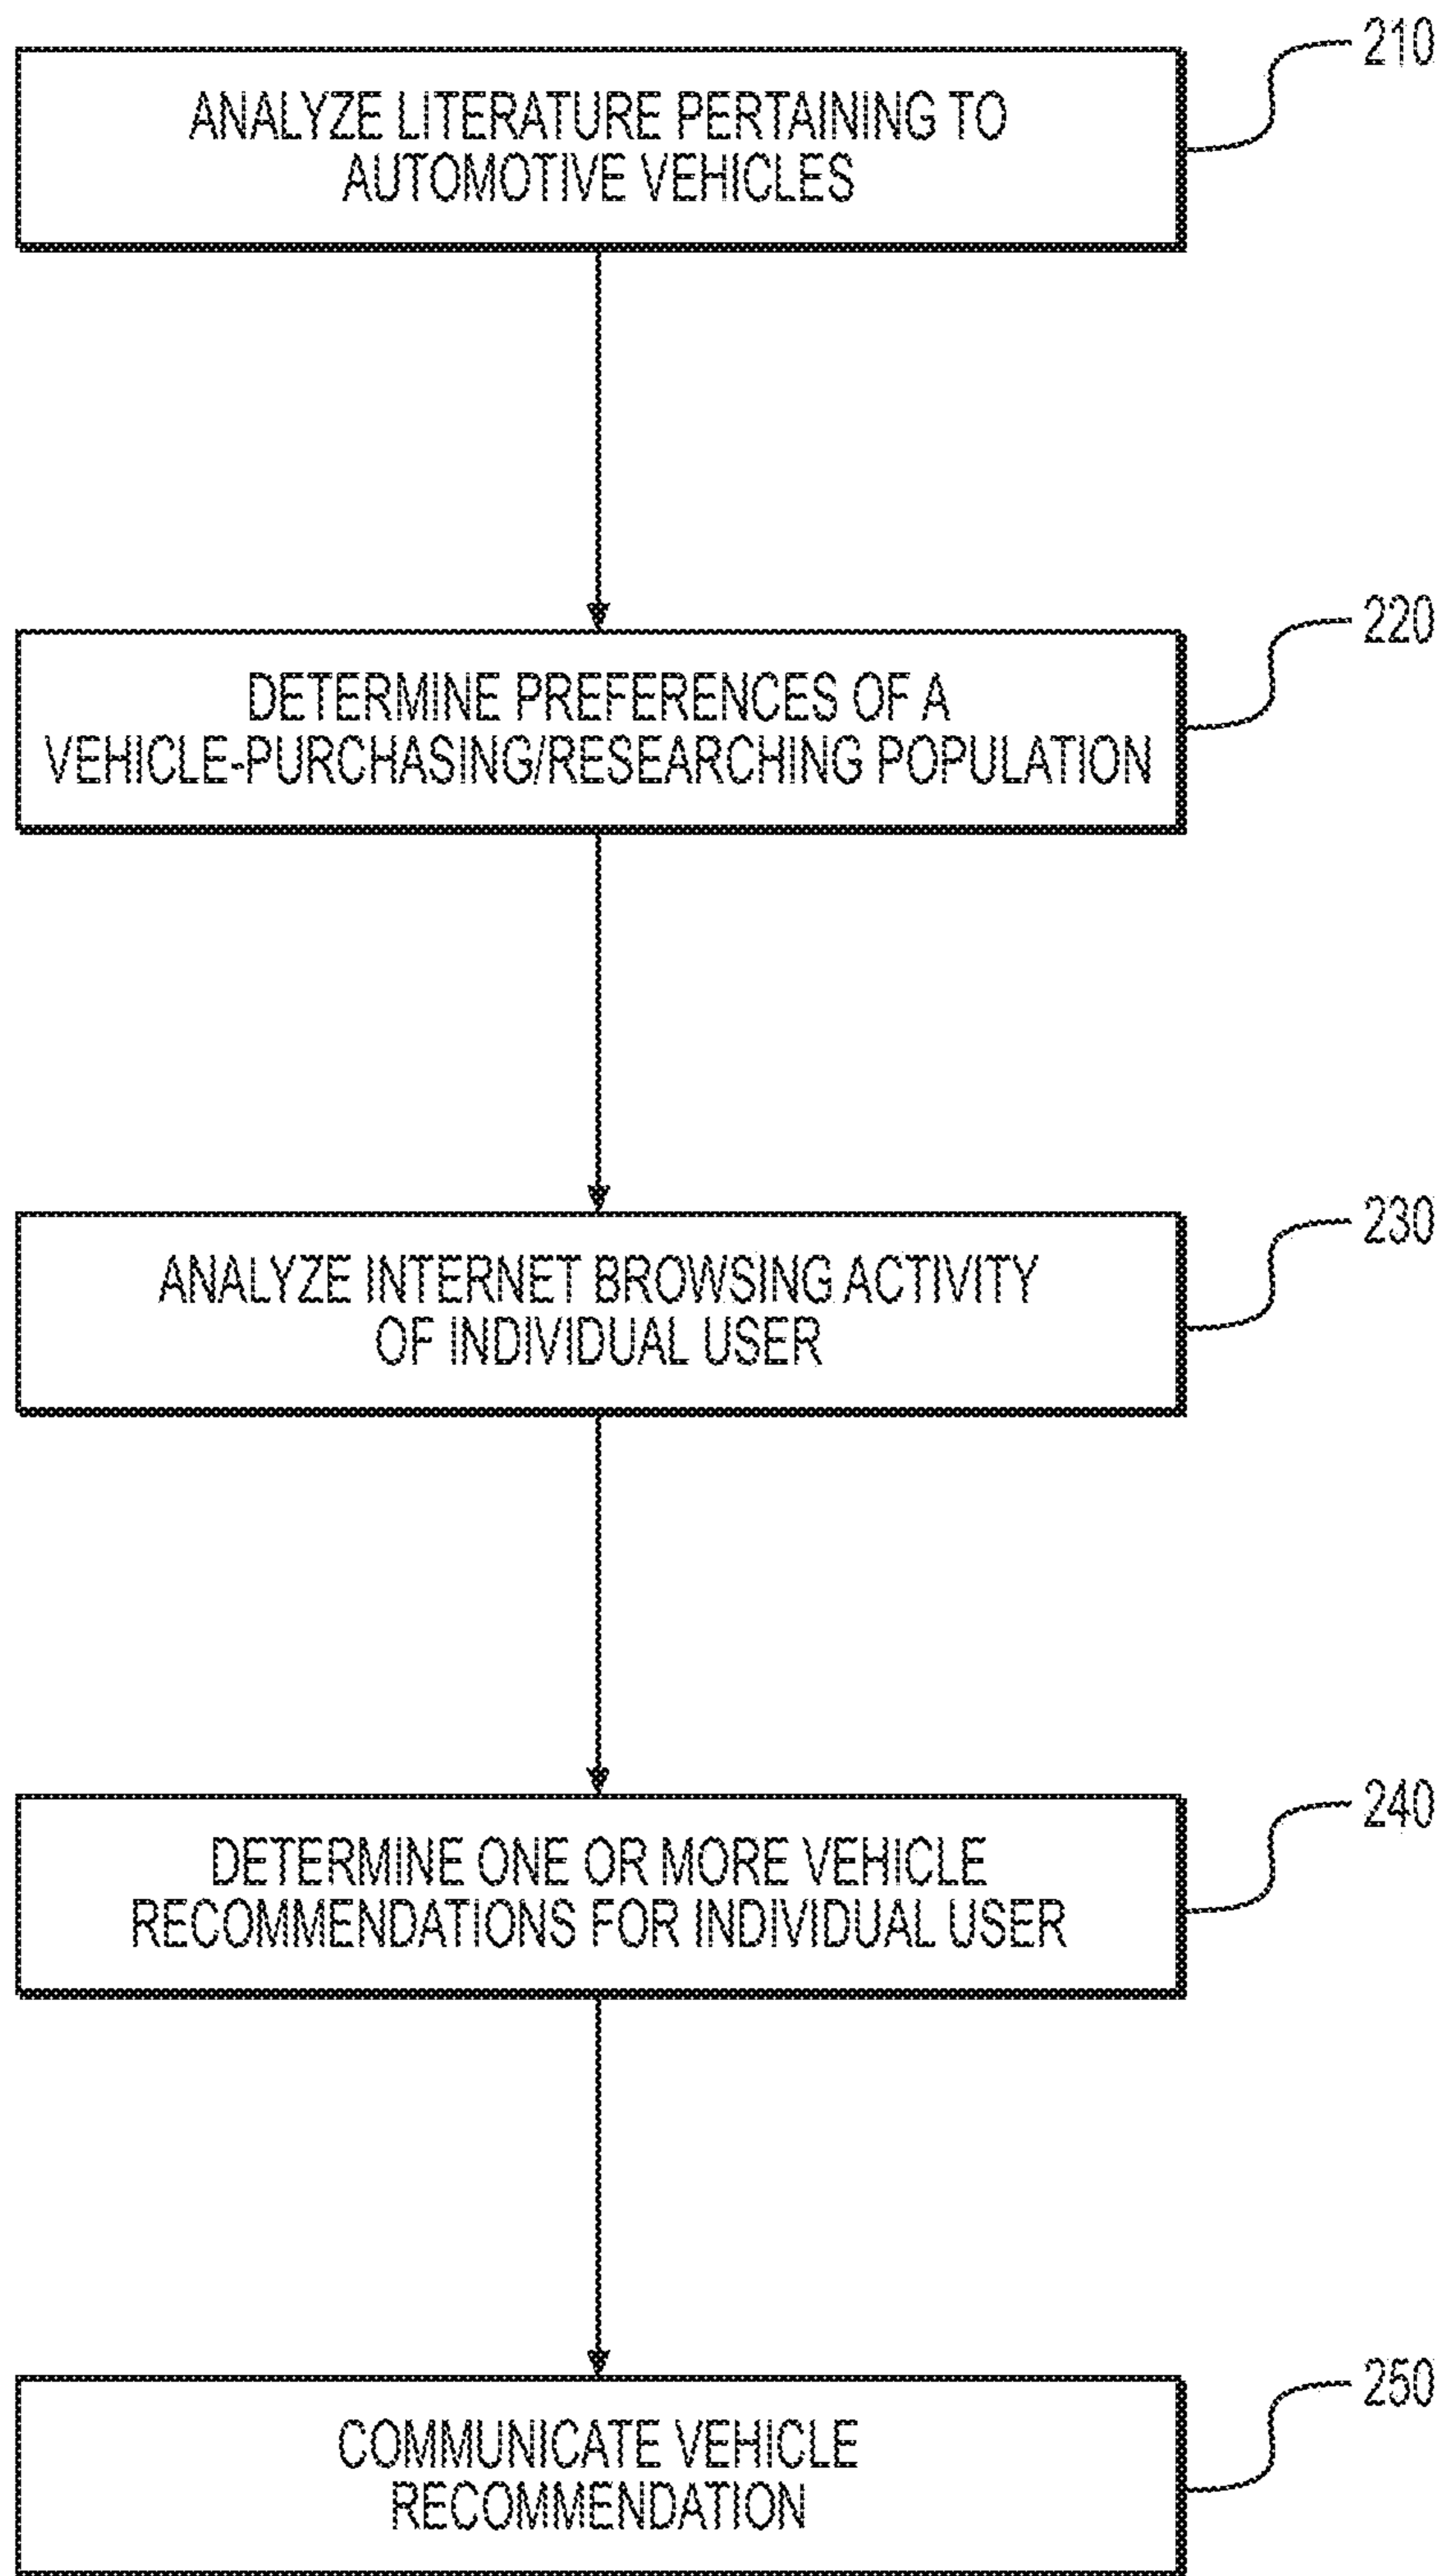 210
ANALYZE LITERATURE PERTAINING TO
AUTOMOTIVE VEHICLES
220
DETERMINE PREFERENCES OF A
VEHICLE-PURCHASING/RESEARCHING POPULATION
230
ANALYZE INTERNET BROWSING ACTIVITY
OF INDIVIDUAL USER
240
DETERMINE ONE OR MORE VEHICLE
RECOMMENDATIONS FOR INDIVIDUAL USER
250
COMMUNICATE VEHICLE
RECOMMENDATION